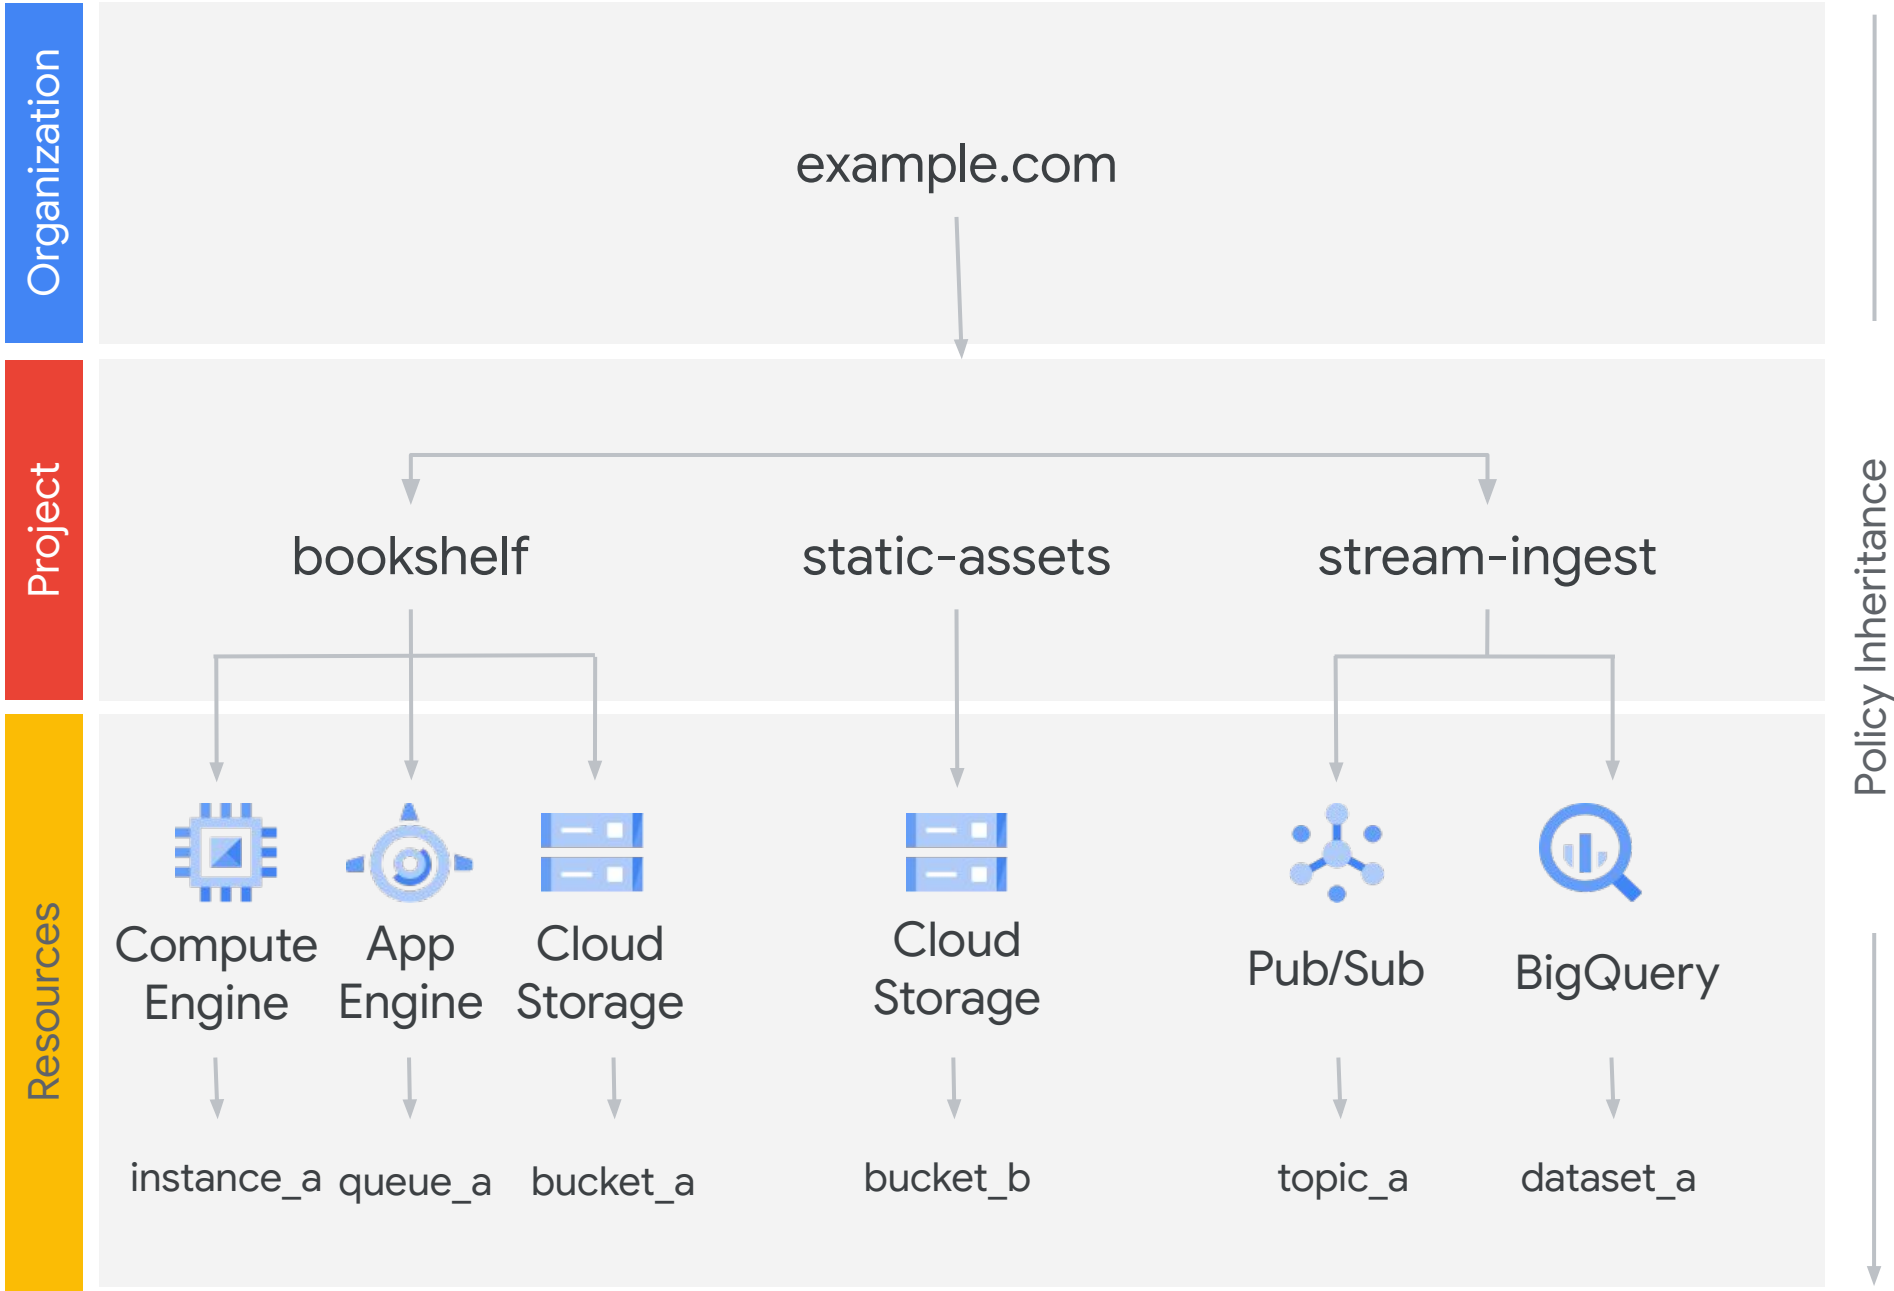 Organization
example.com
Project
bookshelf
static-assets
stream-ingest
Policy Inheritance
Resources
Compute
Engine
App
Engine
Cloud
Storage
Cloud
Storage
Pub/Sub
BigQuery
instance_a
queue_a
bucket_a
bucket_b
topic_a
dataset_a